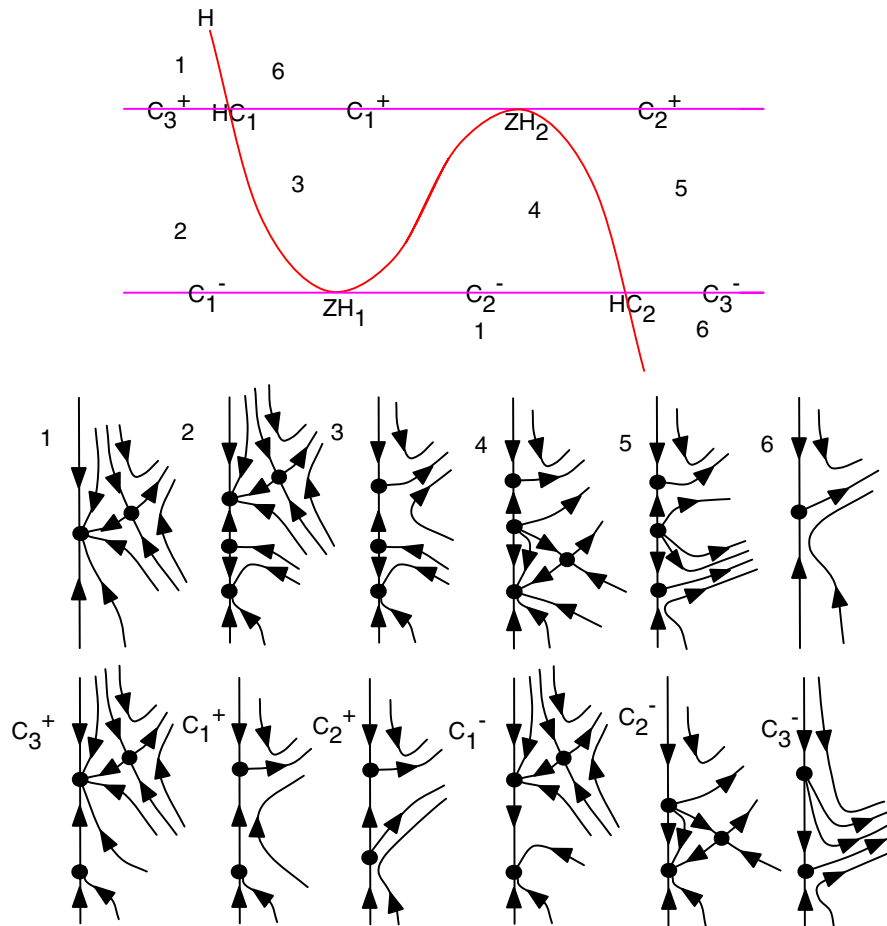 H
1 6
C3+ HC1 C1+ ZH2 C2+
3 4 5
2
C1- ZH1 C2- HC2 C3-
1 6
1 2 3 4 5 6
C3+ C1+ C2+ C1- C2- C3-